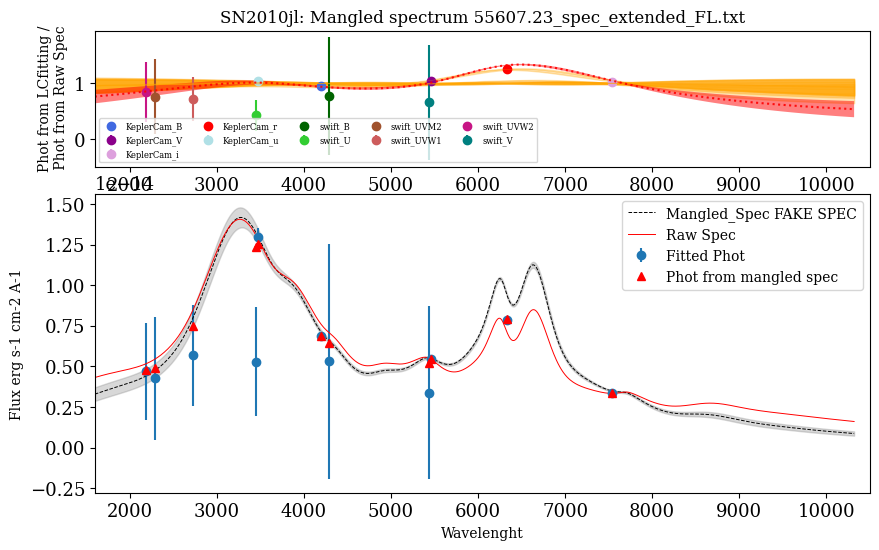 SN2010jl: Mangled spectrum 55607.23_spec_extended_FL.txt
Phot from LCfitting /
Phot from Raw Spec
1
0
KeplerCam_B KeplerCam_r swift_B swift_UVM2 swift_UVW2
KeplerCam_V KeplerCam_u swift_U swift_UVW1 swift_V
KeplerCam_i
2000 3000 4000 5000 6000 7000 8000 9000 10000
1e−14
Flux erg s-1 cm-2 A-1
1.50
1.25
1.00
0.75
0.50
0.25
0.00
−0.25
Mangled_Spec FAKE SPEC
Raw Spec
Fitted Phot
Phot from mangled spec
2000 3000 4000 5000 6000 7000 8000 9000 10000
Wavelenght